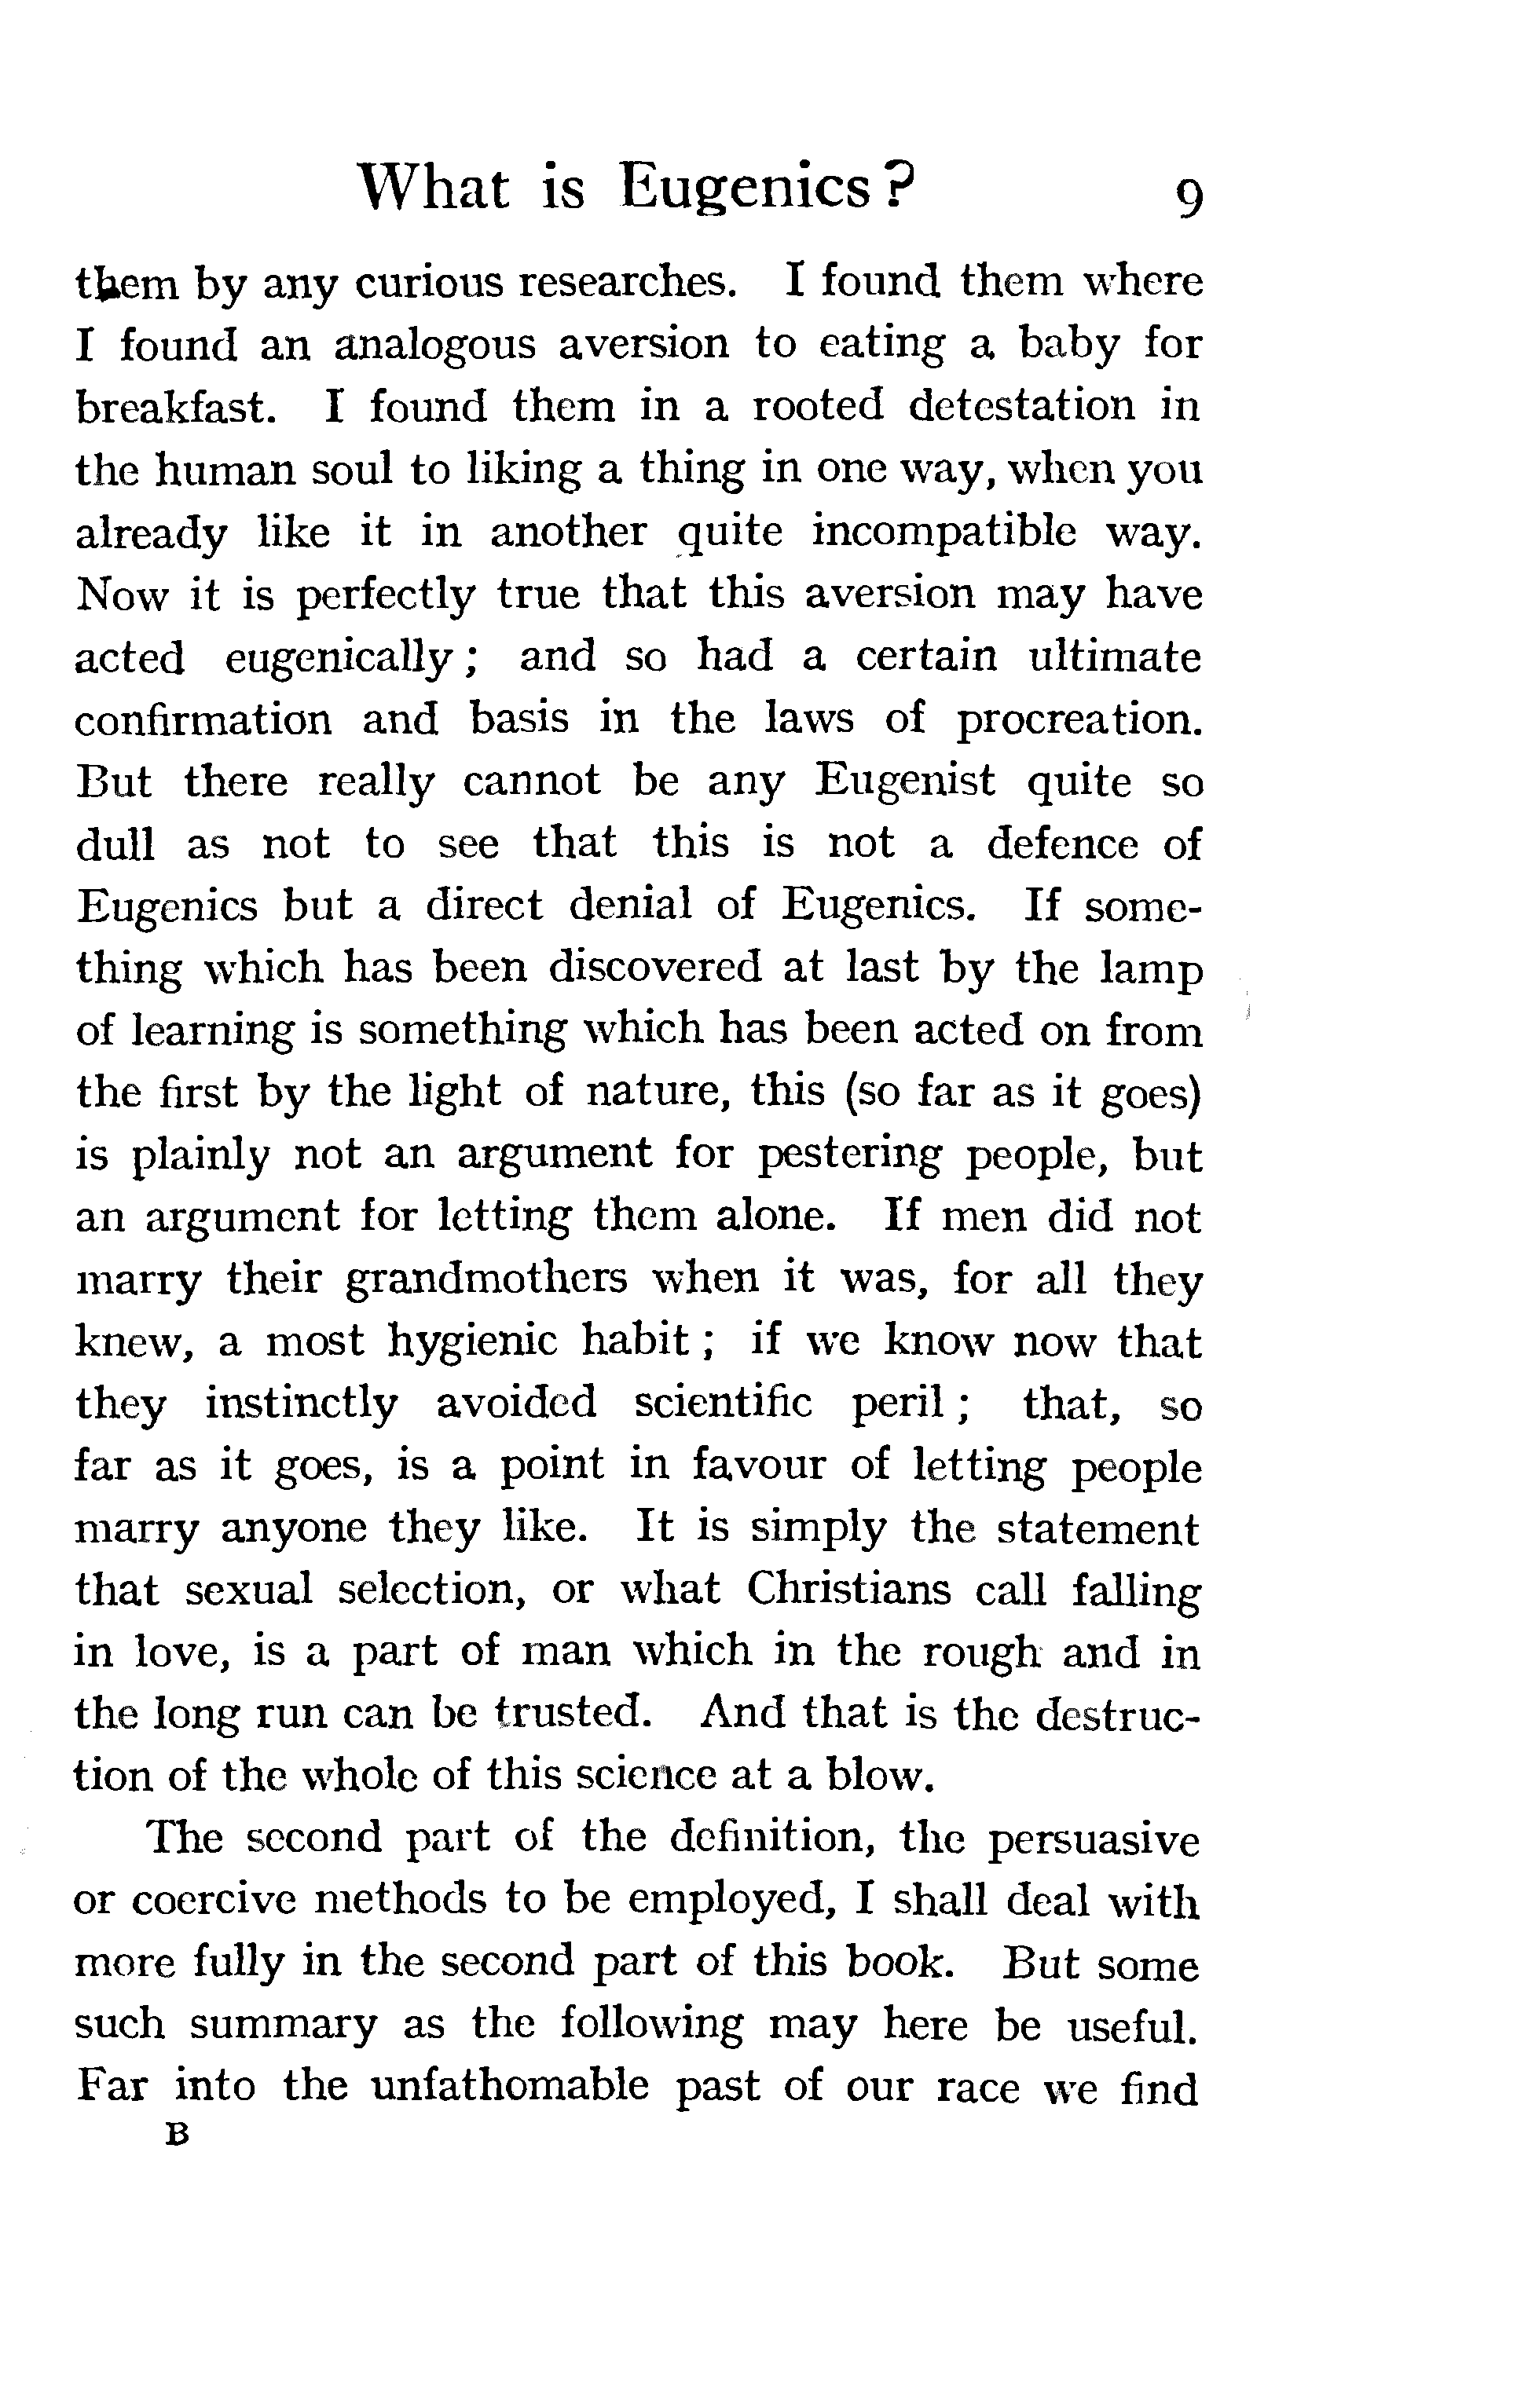 What is Eugenics? 9
them by any curious researches. I found them where
I found an analogous aversion to eating a baby for
breakfast. I found them in a rooted detestation in
the human soul to liking a thing in one way, when you
already like it in another quite incompatible way.
Now it is perfectly true that this aversion may have
acted eugenically; and so had a certain ultimate
confirmation and basis in the laws of procreation.
But there really cannot be any Eugenist quite so
dull as not to see that this is not a defence of
Eugenics but a direct denial of Eugenics. If some-
thing which has been discovered at last by the lamp
of learning is something which has been acted on from
the first by the light of nature, this (so far as it goes)
is plainly not an argument for pestering people, but
an argument for letting them alone. If men did not
marry their grandmothers when it was, for all they
knew, a most hygienic habit; if we know now that
they instinctly avoided scientific peril; that, so
far as it goes, is a point in favour of letting people
marry anyone they like. It is simply the statement
that sexual selection, or what Christians call falling
in love, is a part of man which in the rough and in
the long run can be trusted. And that is the destruc-
tion of the whole of this science at a blow.
The second part of the definition, the persuasive
or coercive methods to be employed, I shall deal with
more fully in the second part of this book. But some
such summary as the following may here be useful.
Far into the unfathomable past of our race we find
B